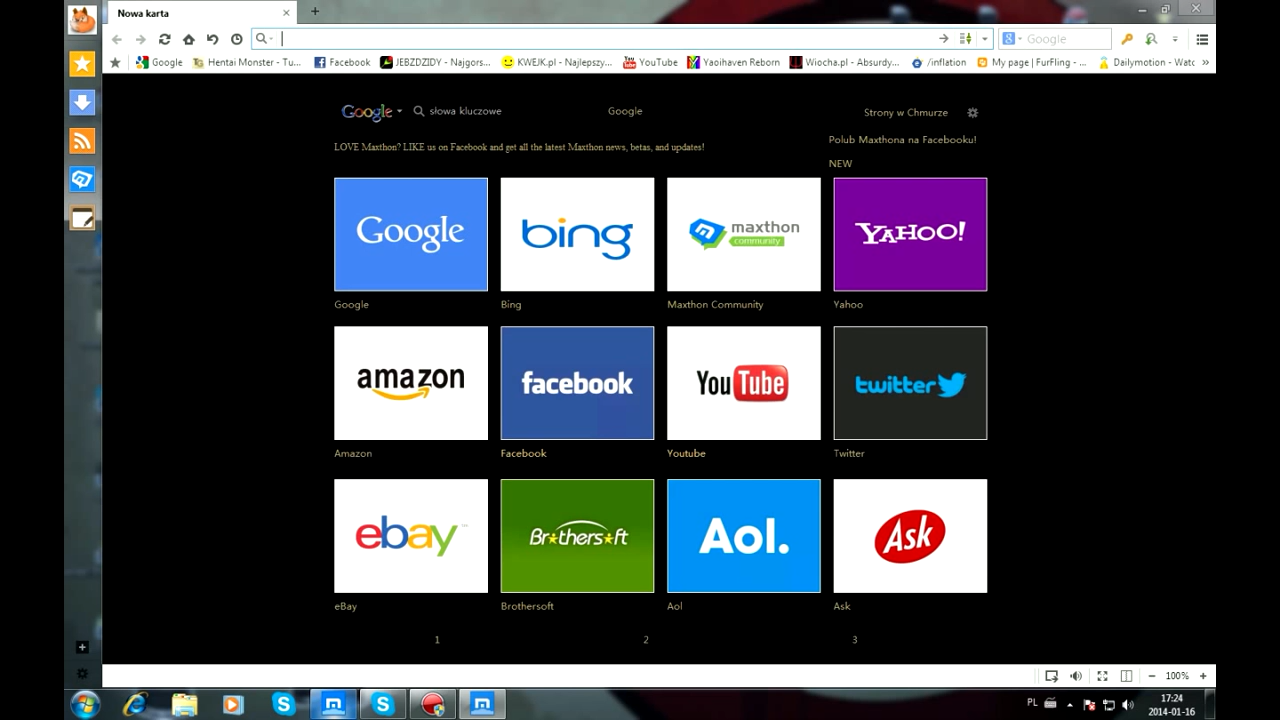 Nowa karta
Google
Google
Hentai Monster - Tu...
Facebook
JEBZDZIDY - Najgors...
KWEJK.pl - Najlepszy...
YouTube
Yaoihaven Reborn
Wiocha.pl - Absurdy...
/inflation
My page | FurFling - ...
Dailymotion - Watc
Google
słowa kluczowe
Google
Strony w Chmurze
LOVE Maxthon? LIKE us on Facebook and get all the latest Maxthon news, betas, and updates!
Polub Maxthona na Facebooku!
NEW
Google
bing
maxthon
community
YAHOO!
Google
Bing
Maxthon Community
Yahoo
amazon
facebook
YouTube
twitter
Amazon
Facebook
Youtube
Twitter
ebay
Brothersoft
Aol.
Ask
eBay
Brothersoft
Aol
Ask
1
2
3
100%
PL
17:24
2014-01-16